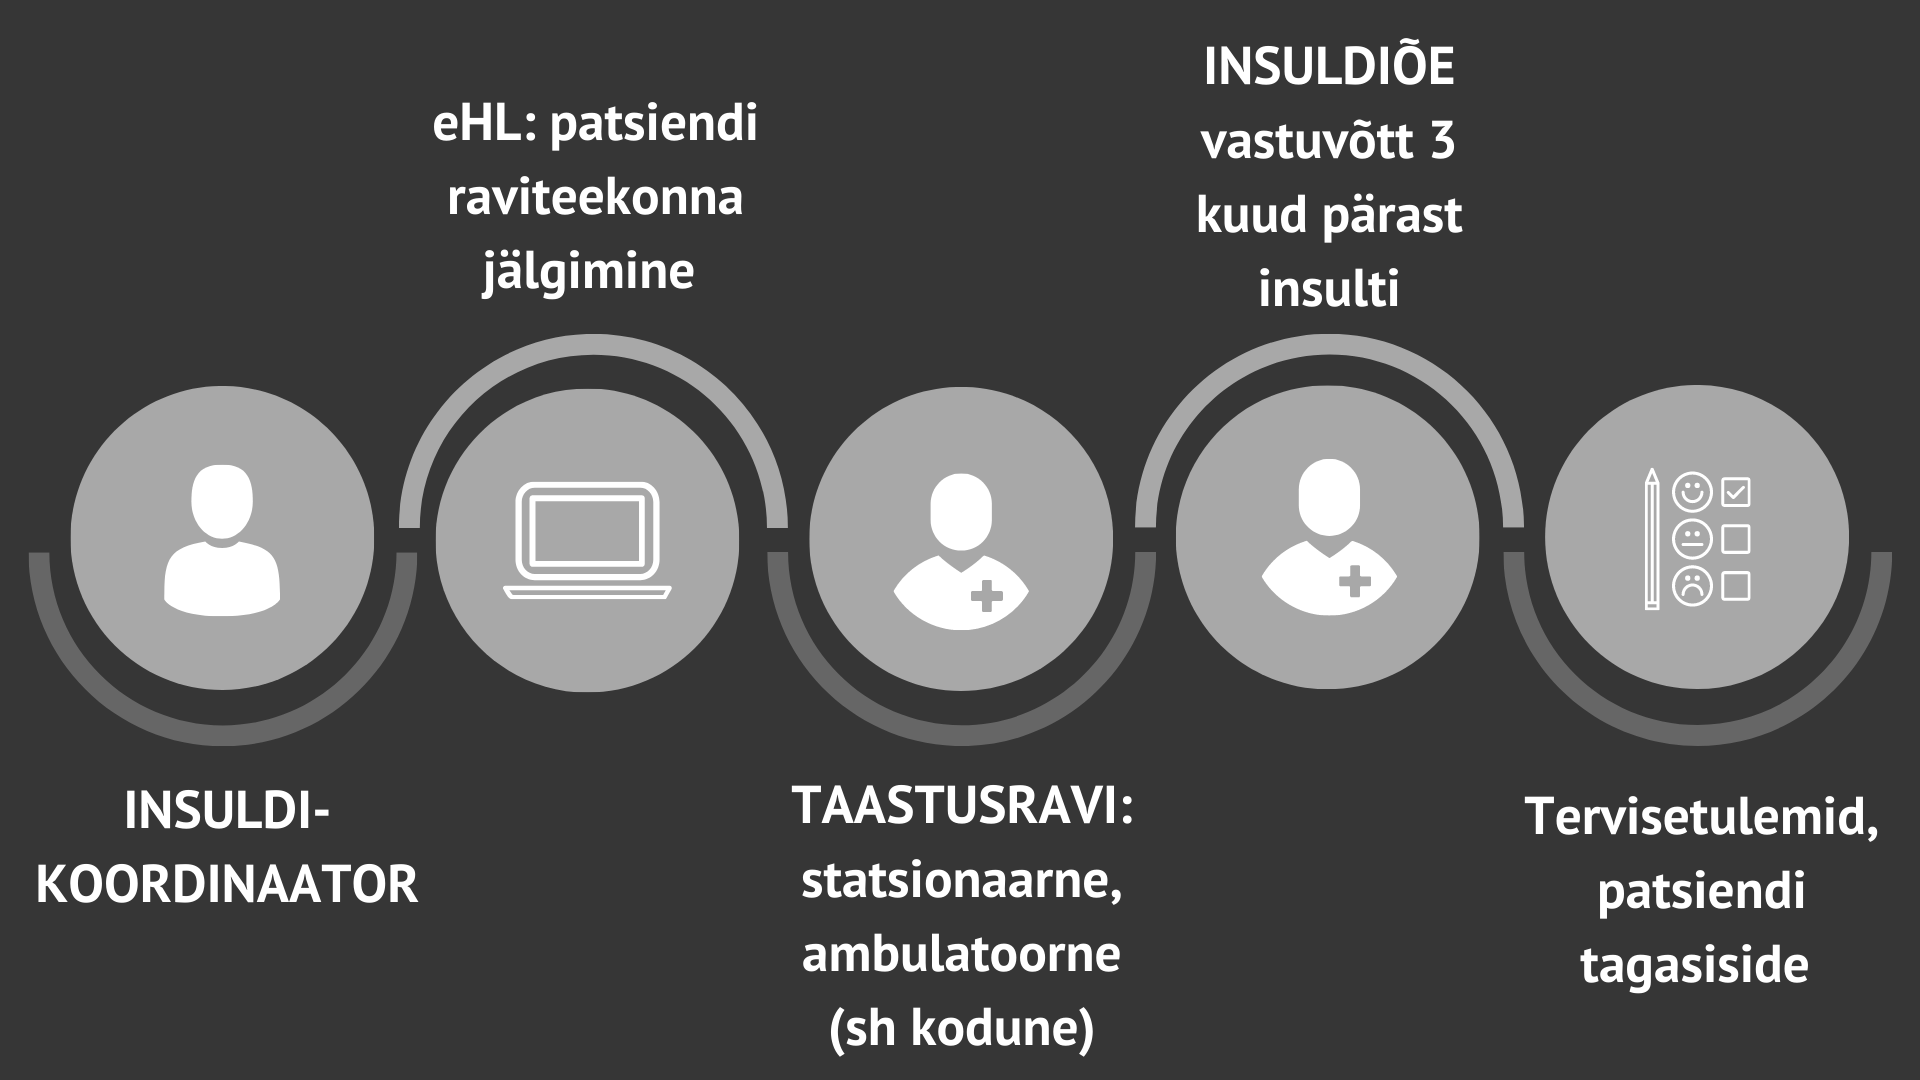 INSULDI-
KOORDINAATOR
eHL: patsiendi
raviteekonna
jälgimine
TAASTUSRAVI:
statsionaarne,
ambulatoorne
(sh kodune)
INSULDIÕE
vastuvõtt 3
kuud pärast
insulti
Tervisetulemid,
patsiendi
tagasiside